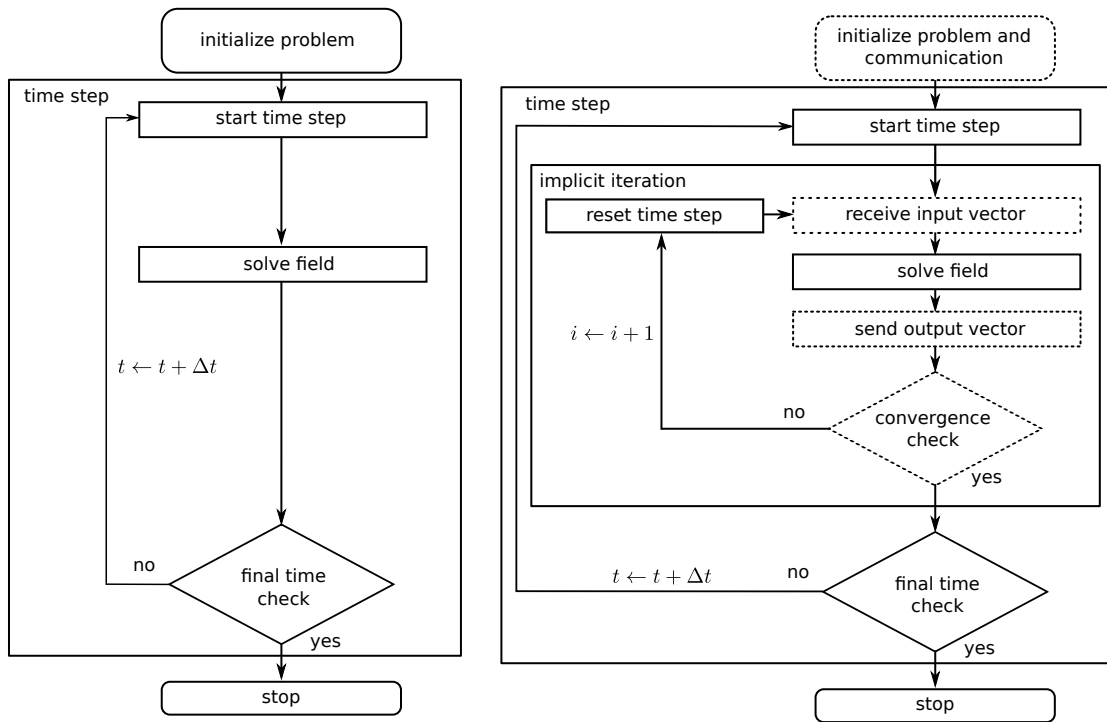 initialize problem
time step
start time step
solve field
t ← t + Δt
no
final time
check
yes
stop
initialize problem and
communication
time step
start time step
implicit iteration
reset time step
receive input vector
solve field
send output vector
i ← i + 1
no
convergence
check
yes
t ← t + Δt
no
final time
check
yes
stop